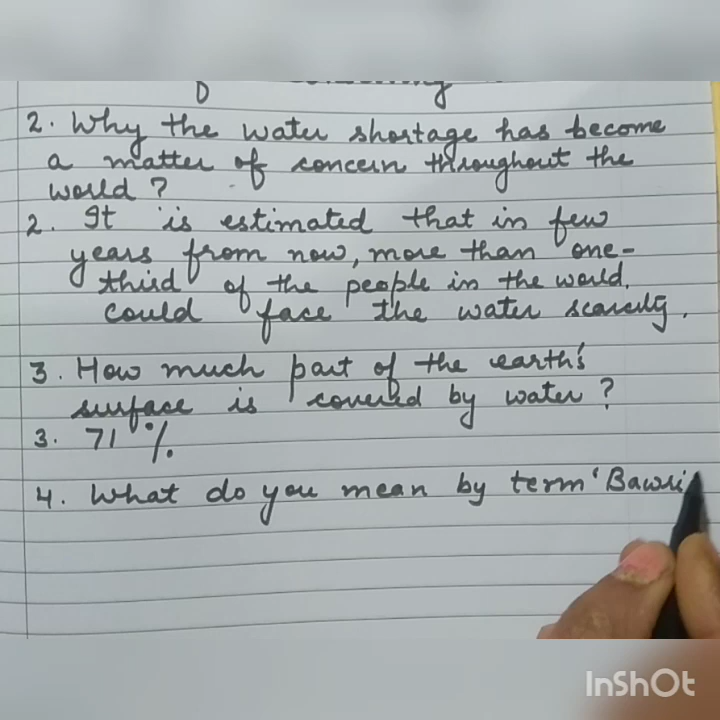 2. Why the water shortage has become
a matter of concern throughout the
world?
2. It is estimated that in few
years from now, more than one-
third of the people in the world.
could face the water scarcity.
3. How much part of the earth's
surface is covered by water?
3. 71%
4. What do you mean by term 'Bawri
InShOt